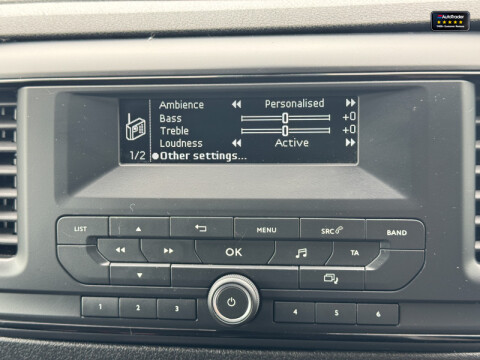 AutoTrader
Ambience Personalised
Bass +0
Treble +0
Loudness Active
1/2 Other settings...
LIST MENU SRC BAND
OK TA
1 2 3 4 5 6